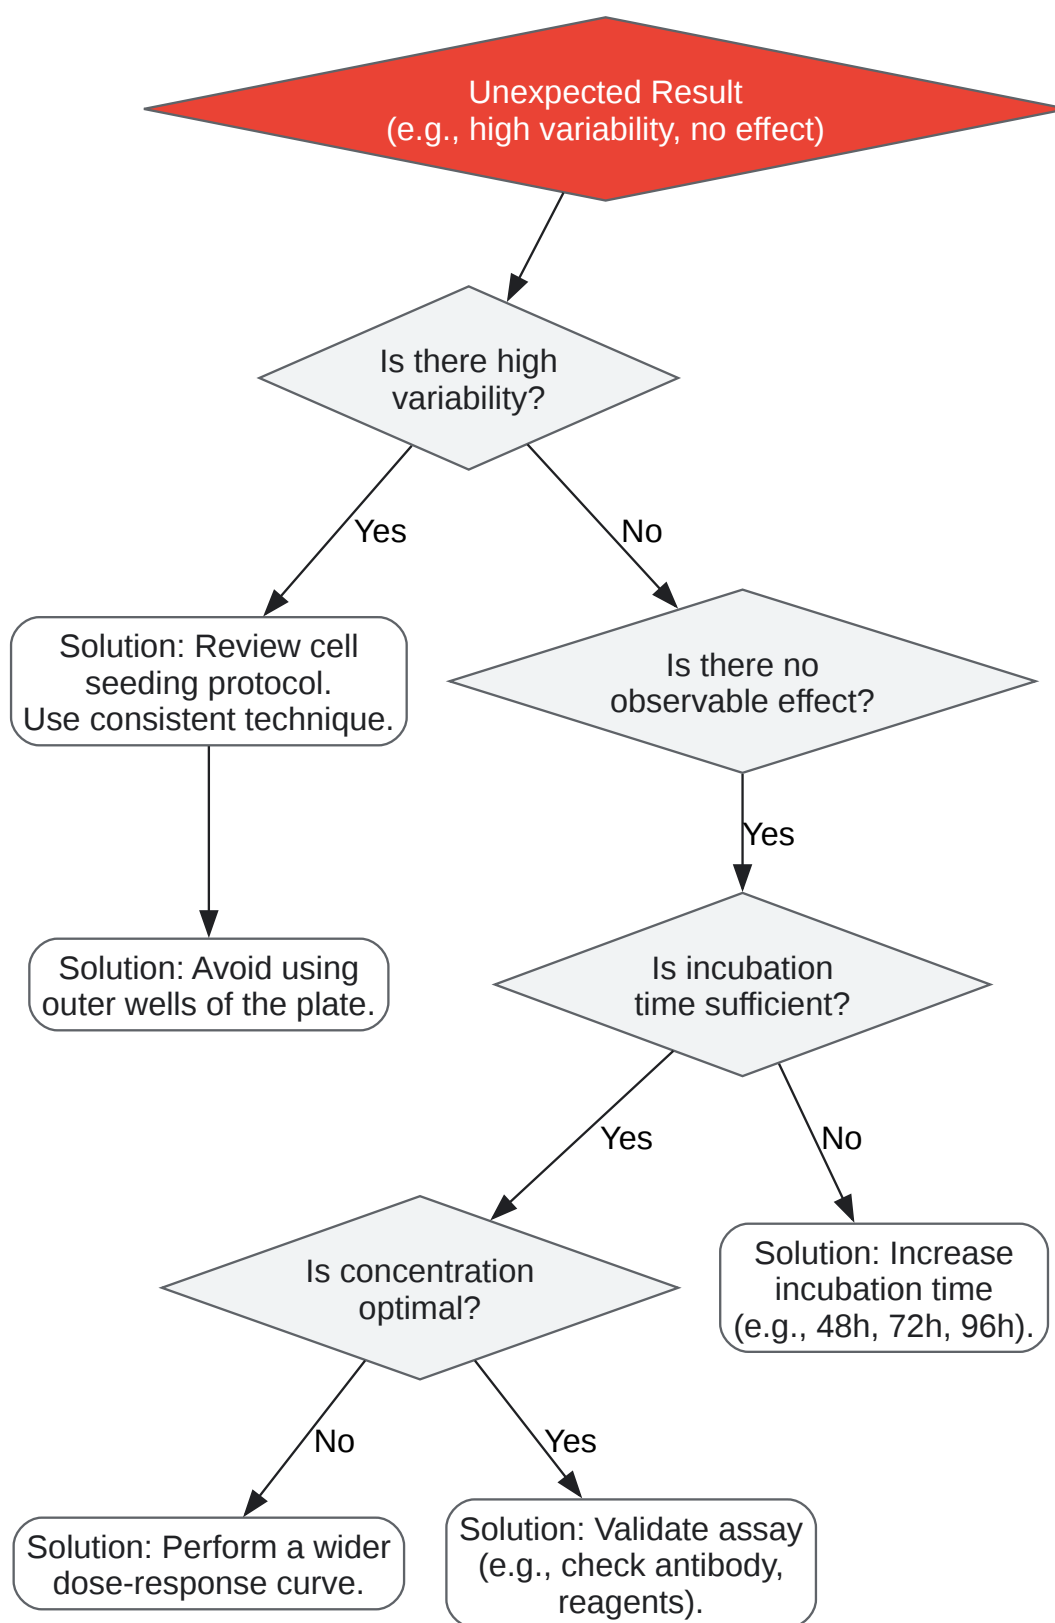 Unexpected Result
(e.g., high variability, no effect)
Is there high
variability?
Yes
No
Solution: Review cell
seeding protocol.
Use consistent technique.
Is there no
observable effect?
Yes
Solution: Avoid using
outer wells of the plate.
Is incubation
time sufficient?
Yes
No
Is concentration
optimal?
Solution: Increase
incubation time
(e.g., 48h, 72h, 96h).
No
Yes
Solution: Perform a wider
dose-response curve.
Solution: Validate assay
(e.g., check antibody,
reagents).